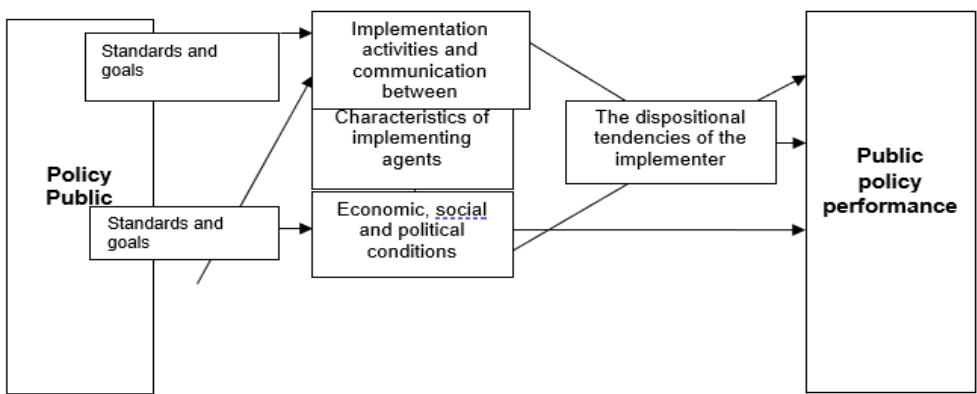 Policy
Public
Standards and
goals
Standards and
goals
Implementation
activities and
communication
between
Characteristics of
implementing
agents
Economic, social
and political
conditions
The dispositional
tendencies of the
implementer
Public
policy
performance